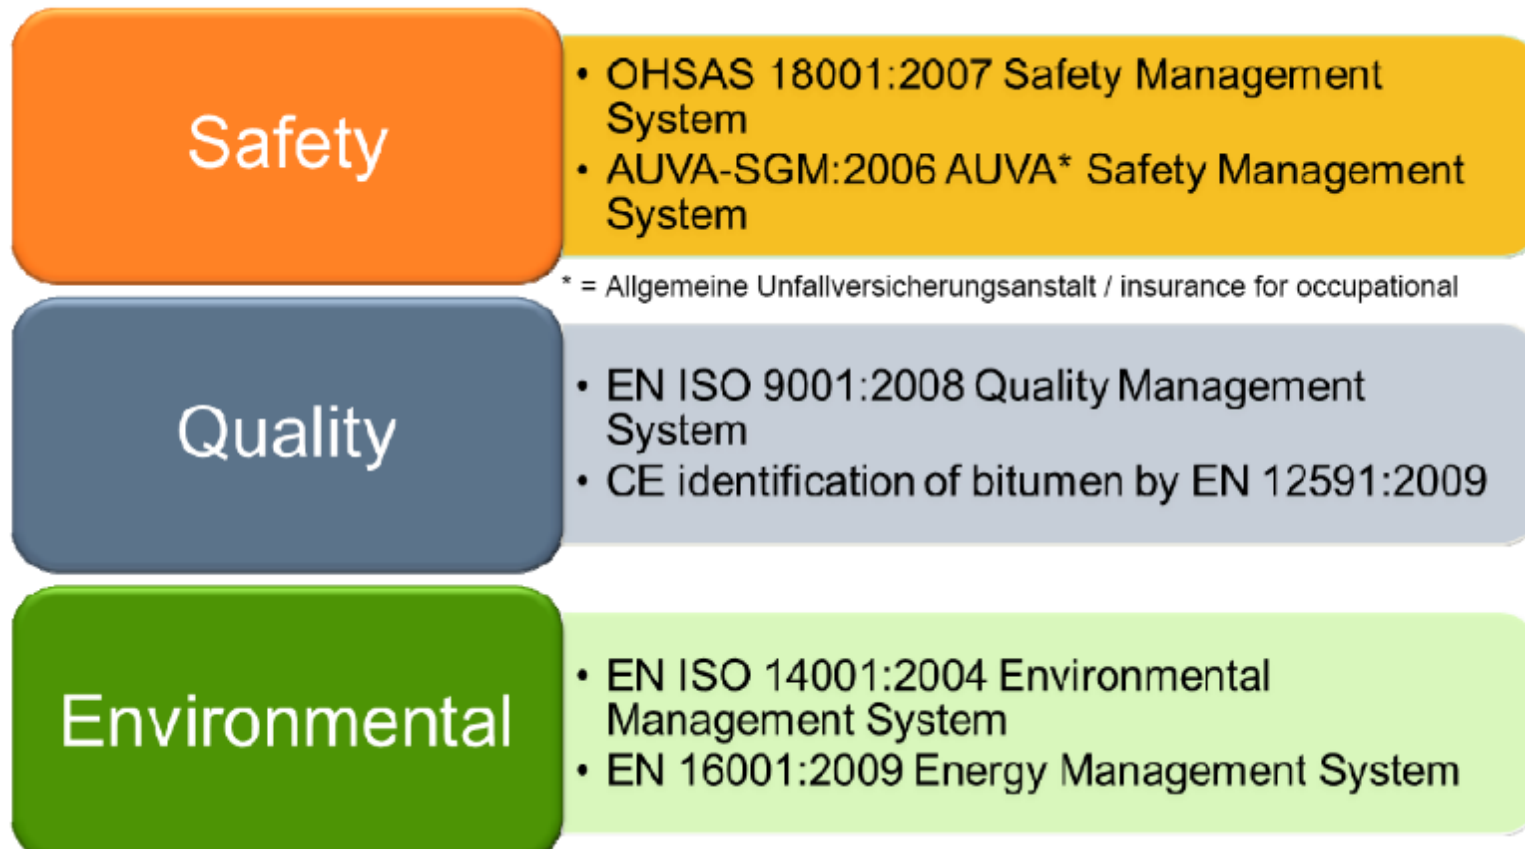 Safety
• OHSAS 18001:2007 Safety Management
System
• AUVA-SGM:2006 AUVA* Safety Management
System
* = Allgemeine Unfallversicherungsanstalt / insurance for occupational
Quality
• EN ISO 9001:2008 Quality Management
System
• CE identification of bitumen by EN 12591:2009
Environmental
• EN ISO 14001:2004 Environmental
Management System
• EN 16001:2009 Energy Management System